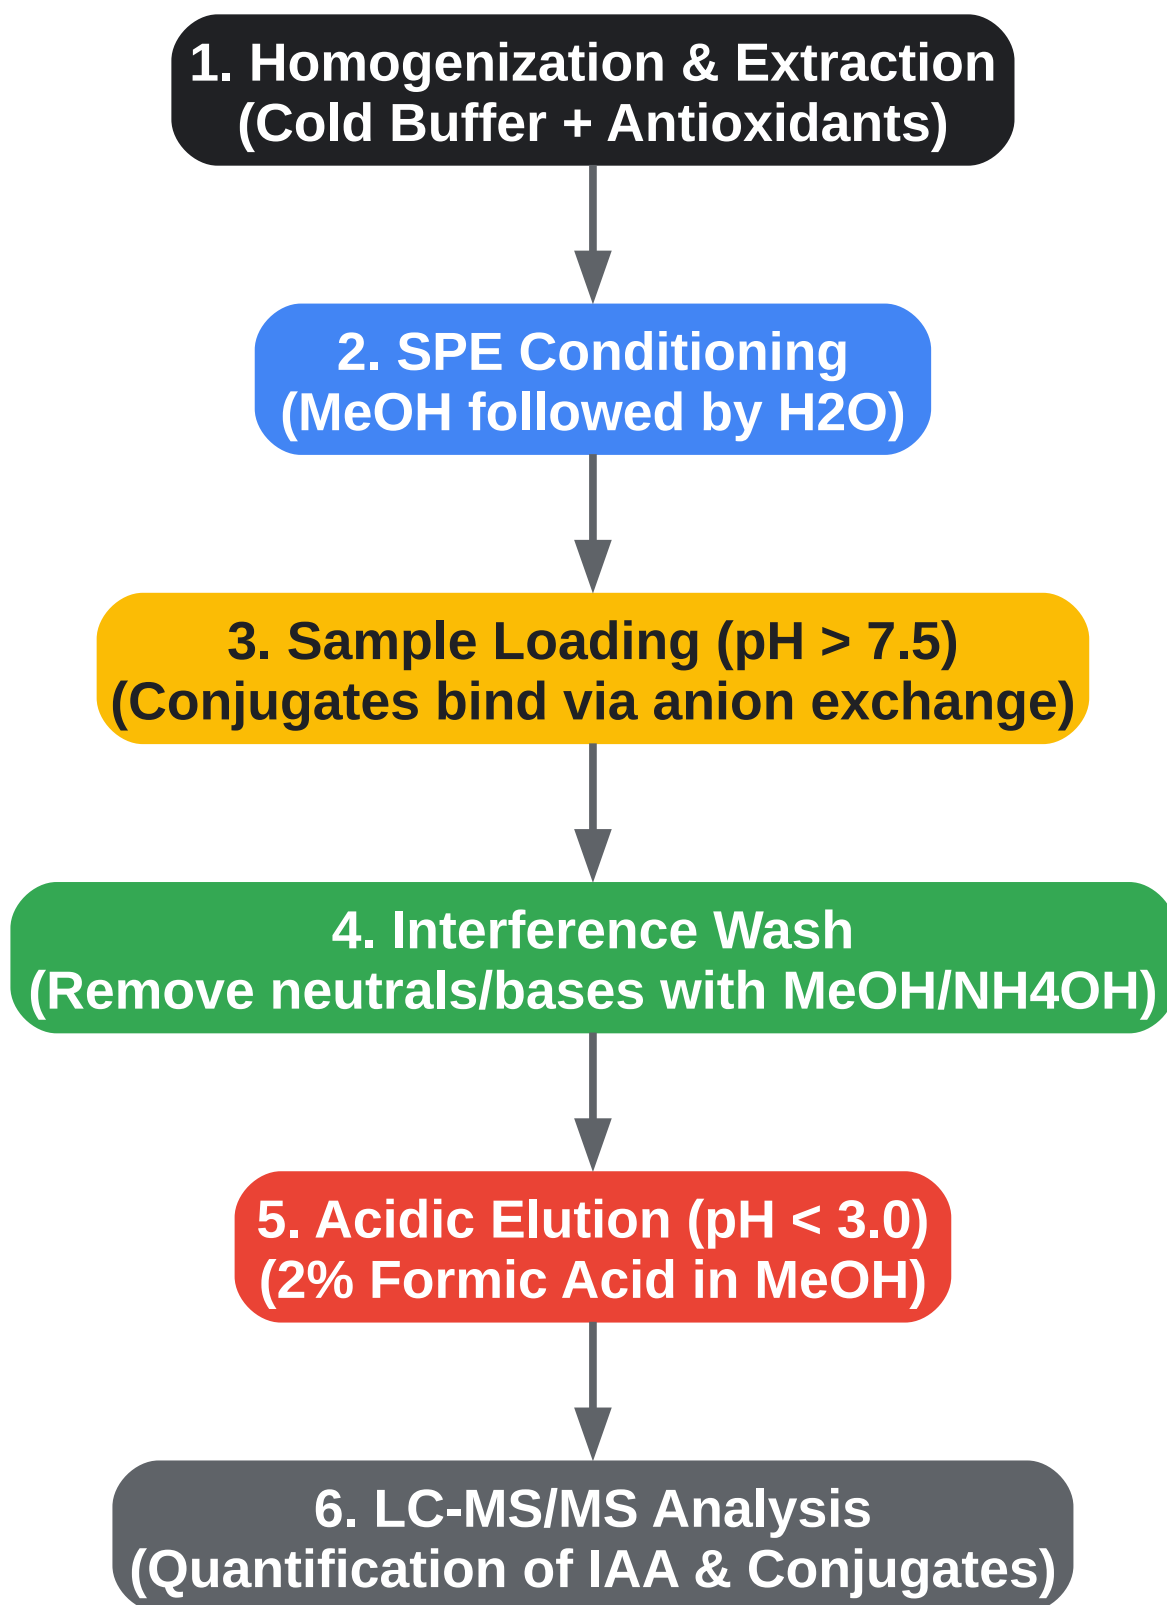 1. Homogenization & Extraction
(Cold Buffer + Antioxidants)
2. SPE Conditioning
(MeOH followed by H2O)
3. Sample Loading (pH > 7.5)
(Conjugates bind via anion exchange)
4. Interference Wash
(Remove neutrals/bases with MeOH/NH4OH)
5. Acidic Elution (pH < 3.0)
(2% Formic Acid in MeOH)
6. LC-MS/MS Analysis
(Quantification of IAA & Conjugates)